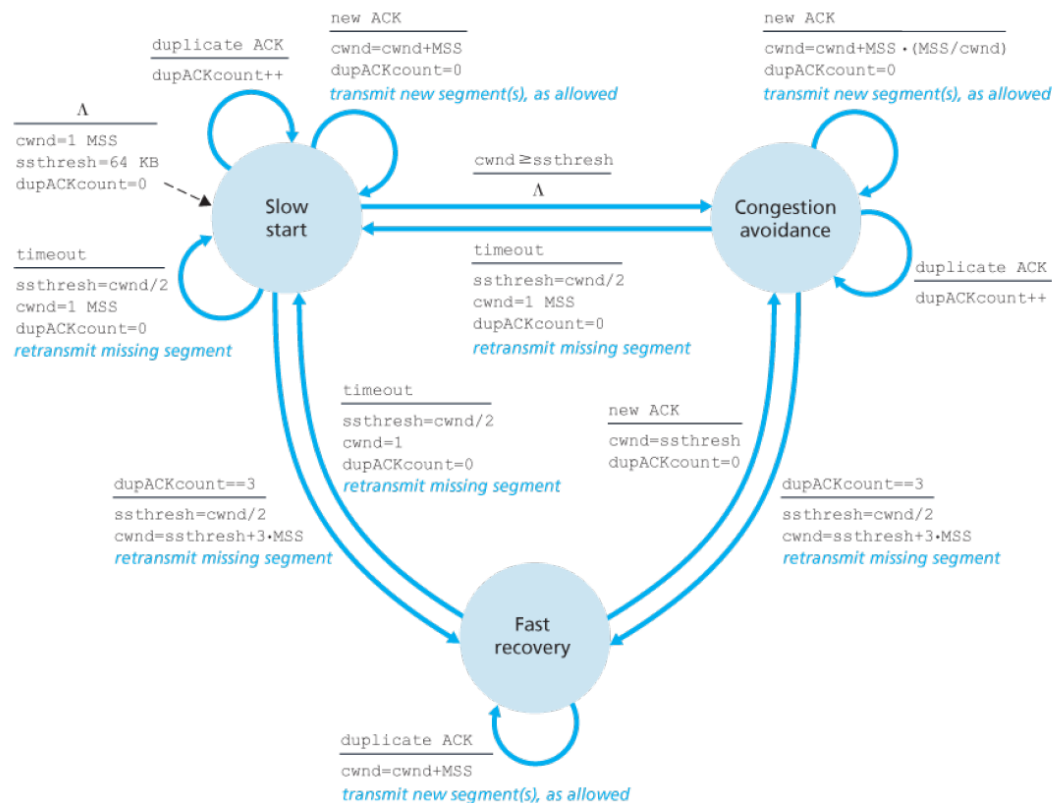 new ACK
cwnd=cwnd+MSS
dupACKcount=0
transmit new segment(s), as allowed
new ACK
cwnd=cwnd+MSS·(MSS/cwnd)
dupACKcount=0
transmit new segment(s), as allowed
duplicate ACK
dupACKcount++
Λ
cwnd=1 MSS
ssthresh=64 KB
dupACKcount=0
cwnd≥ssthresh
Λ
Slow
start
Congestion
avoidance
timeout
ssthresh=cwnd/2
cwnd=1 MSS
dupACKcount=0
retransmit missing segment
timeout
ssthresh=cwnd/2
cwnd=1 MSS
dupACKcount=0
retransmit missing segment
duplicate ACK
dupACKcount++
timeout
ssthresh=cwnd/2
cwnd=1
dupACKcount=0
retransmit missing segment
new ACK
cwnd=ssthresh
dupACKcount=0
dupACKcount==3
ssthresh=cwnd/2
cwnd=ssthresh+3·MSS
retransmit missing segment
dupACKcount==3
ssthresh=cwnd/2
cwnd=ssthresh+3·MSS
retransmit missing segment
Fast
recovery
duplicate ACK
cwnd=cwnd+MSS
transmit new segment(s), as allowed